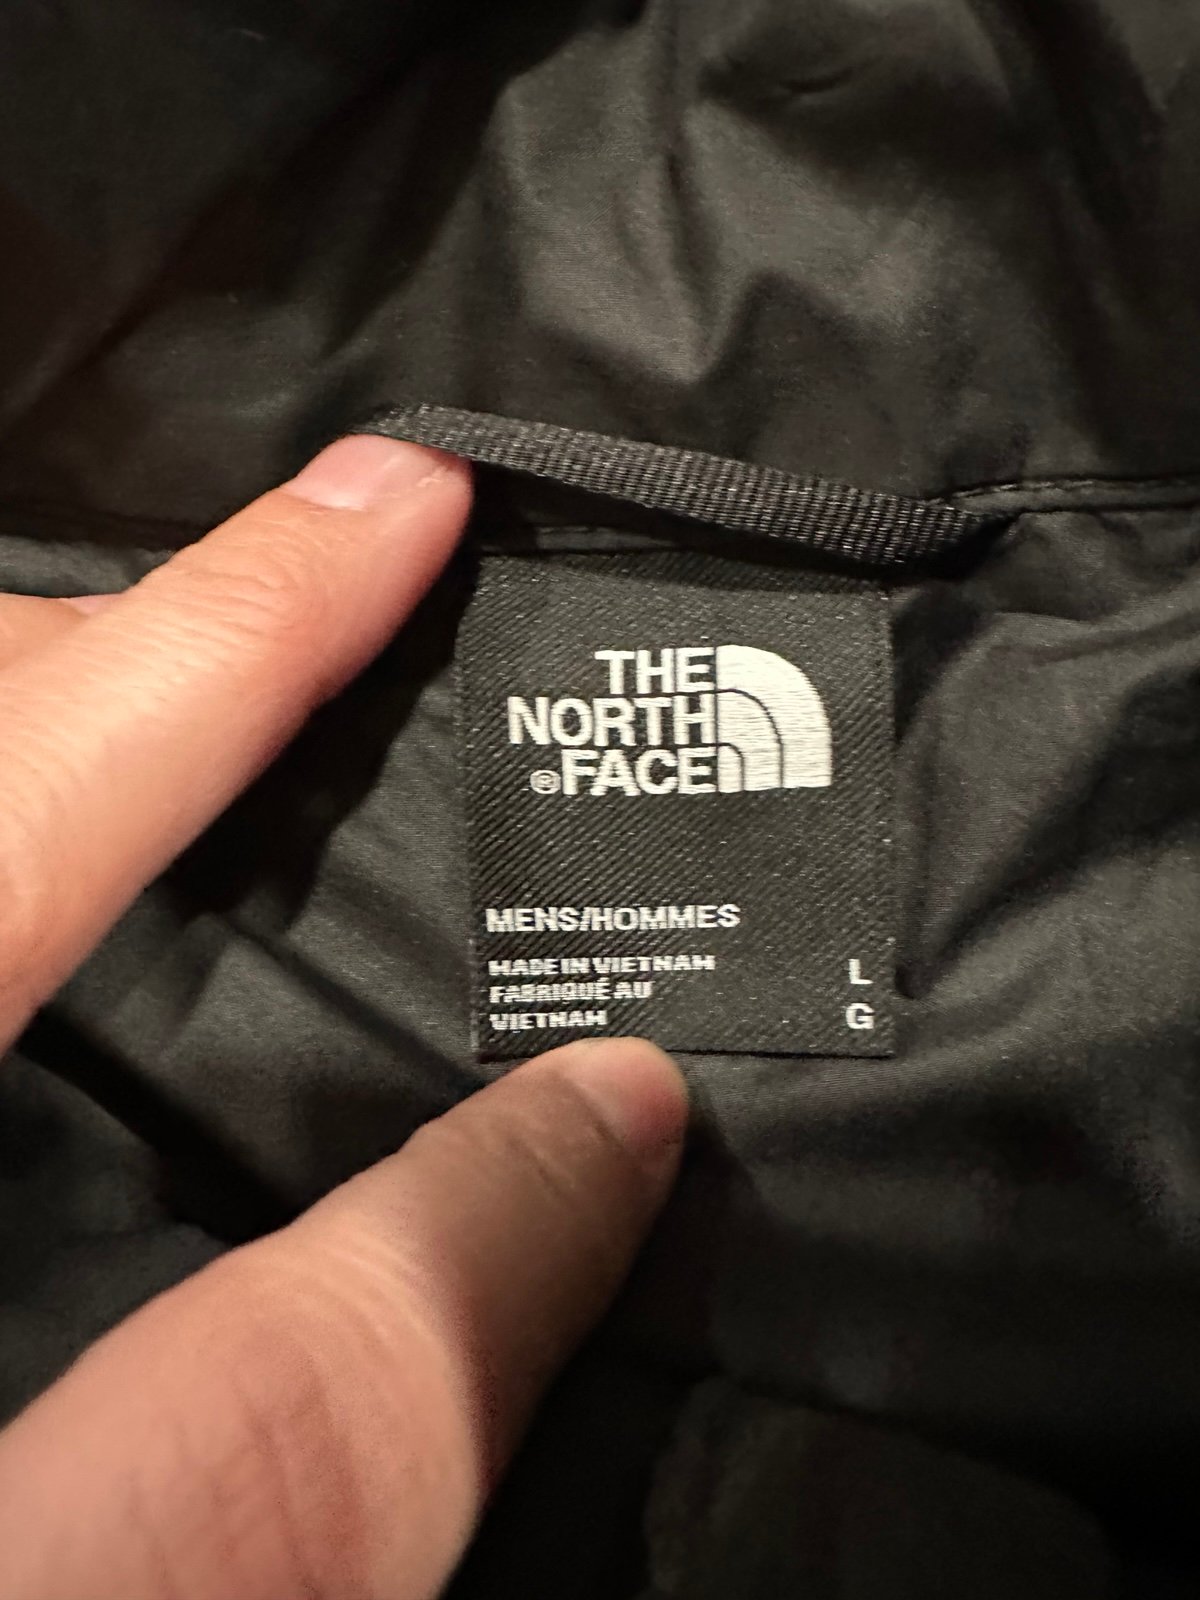 THE
NORTH
®FACE
MENS/HOMMES
MADE IN VIETNAM L
FABRIQUÉ AU
VIETNAM G